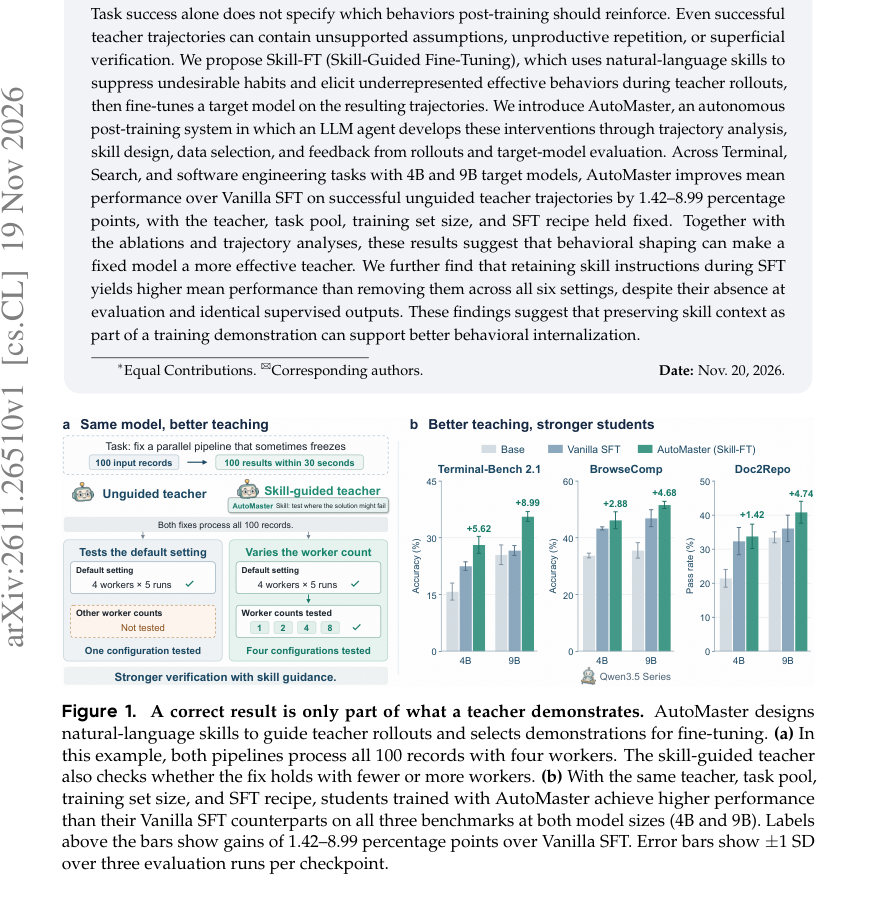 Task success alone does not specify which behaviors post-training should reinforce. Even successful
teacher trajectories can contain unsupported assumptions, unproductive repetition, or superficial
verification. We propose Skill-FT (Skill-Guided Fine-Tuning), which uses natural-language skills to
suppress undesirable habits and elicit underrepresented effective behaviors during teacher rollouts,
then fine-tunes a target model on the resulting trajectories. We introduce AutoMaster, an autonomous
post-training system in which an LLM agent develops these interventions through trajectory analysis,
skill design, data selection, and feedback from rollouts and target-model evaluation. Across Terminal,
Search, and software engineering tasks with 4B and 9B target models, AutoMaster improves mean
performance over Vanilla SFT on successful unguided teacher trajectories by 1.42–8.99 percentage
points, with the teacher, task pool, training set size, and SFT recipe held fixed. Together with
the ablations and trajectory analyses, these results suggest that behavioral shaping can make a
fixed model a more effective teacher. We further find that retaining skill instructions during SFT
yields higher mean performance than removing them across all six settings, despite their absence at
evaluation and identical supervised outputs. These findings suggest that preserving skill context as
part of a training demonstration can support better behavioral internalization.
*Equal Contributions. ✉Corresponding authors.
Date: Nov. 20, 2026.
arXiv:2611.26510v1 [cs.CL] 19 Nov 2026
a Same model, better teaching
Task: fix a parallel pipeline that sometimes freezes
100 input records
100 results within 30 seconds
Unguided teacher
Skill-guided teacher
AutoMaster Skill: test where the solution might fail
Both fixes process all 100 records.
Tests the default setting
Default setting
4 workers × 5 runs ✓
Other worker counts
Not tested
One configuration tested
Varies the worker count
Default setting
4 workers × 5 runs ✓
Worker counts tested
1 2 4 8 ✓
Four configurations tested
Stronger verification with skill guidance.
b Better teaching, stronger students
Base Vanilla SFT AutoMaster (Skill-FT)
Terminal-Bench 2.1
Accuracy (%)
45
30
15
0
+5.62
+8.99
4B 9B
BrowseComp
Accuracy (%)
60
40
20
0
+2.88
+4.68
4B 9B
Doc2Repo
Pass rate (%)
50
40
30
20
10
0
+1.42
+4.74
4B 9B
Qwen3.5 Series
Figure 1. A correct result is only part of what a teacher demonstrates. AutoMaster designs
natural-language skills to guide teacher rollouts and selects demonstrations for fine-tuning. (a) In
this example, both pipelines process all 100 records with four workers. The skill-guided teacher
also checks whether the fix holds with fewer or more workers. (b) With the same teacher, task pool,
training set size, and SFT recipe, students trained with AutoMaster achieve higher performance
than their Vanilla SFT counterparts on all three benchmarks at both model sizes (4B and 9B). Labels
above the bars show gains of 1.42–8.99 percentage points over Vanilla SFT. Error bars show ±1 SD
over three evaluation runs per checkpoint.